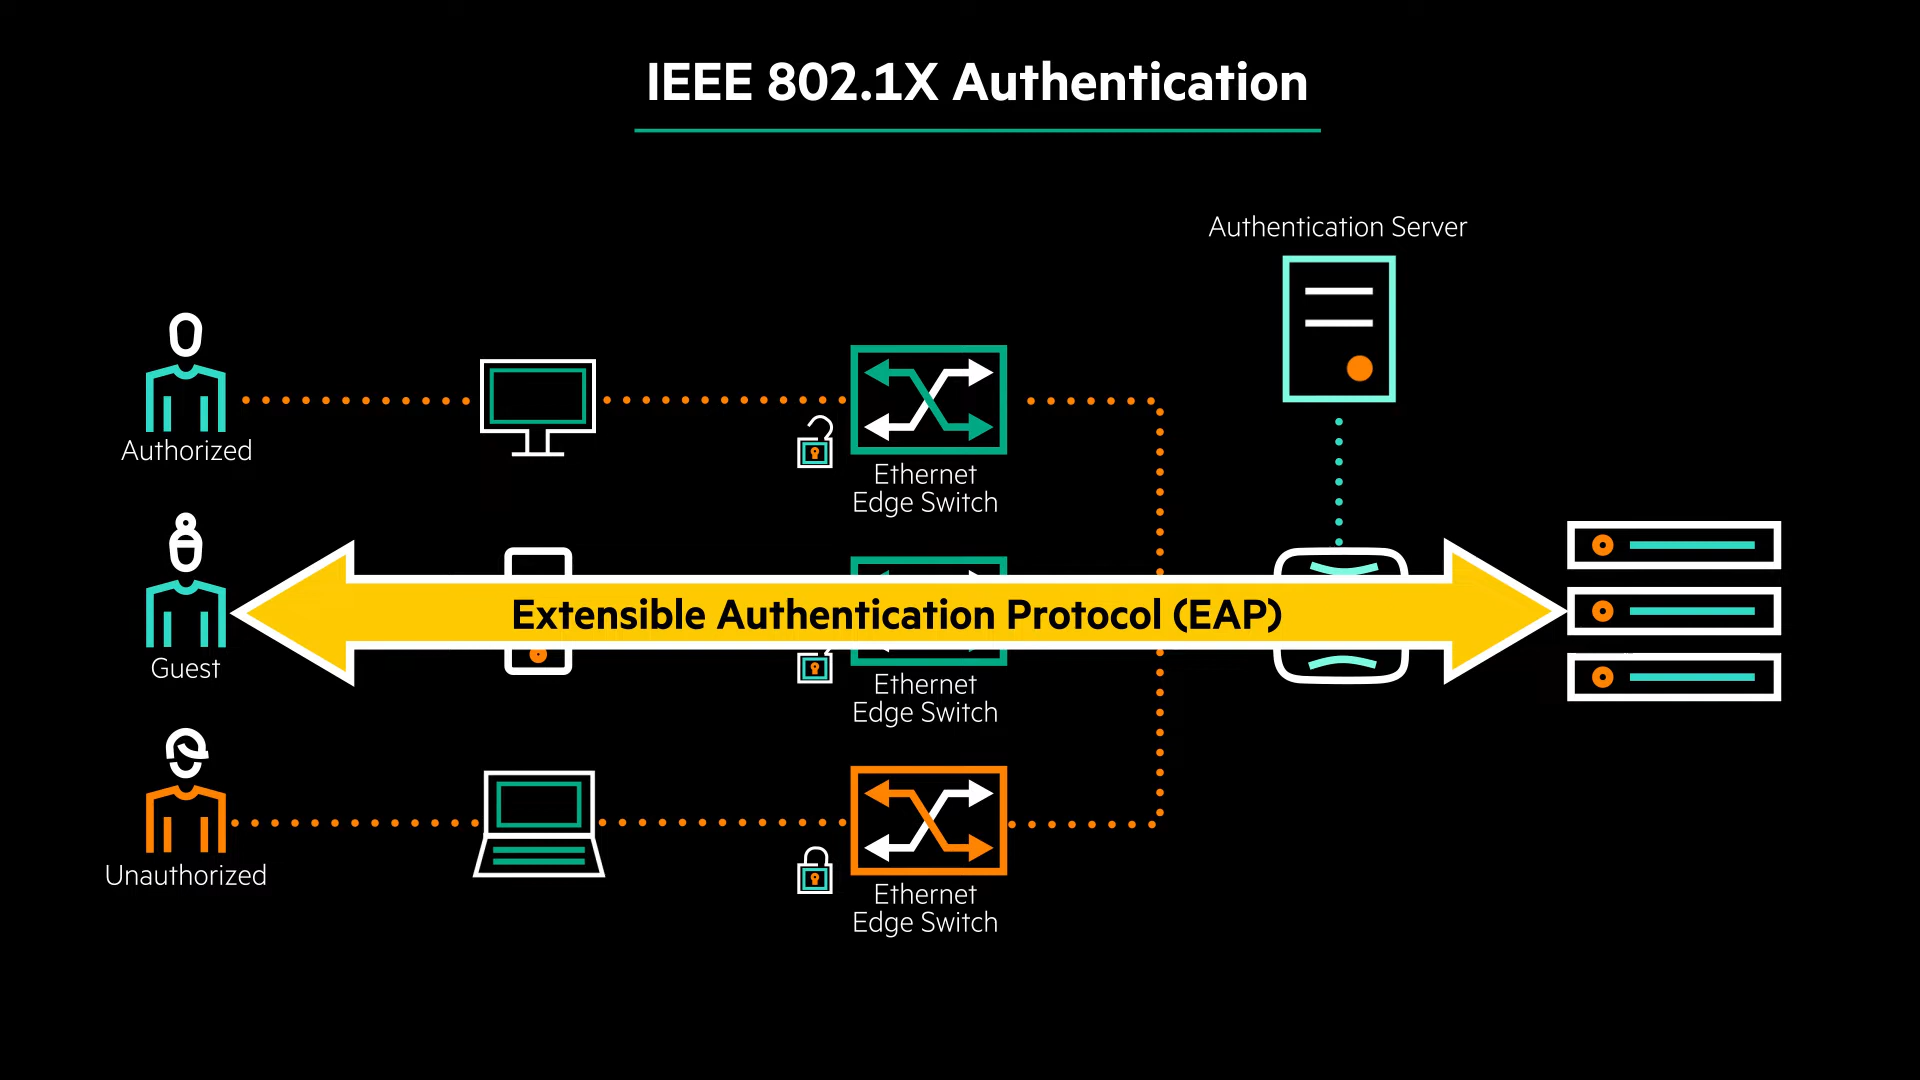 IEEE 802.1X Authentication
Authentication Server
Authorized
Ethernet
Edge Switch
Extensible Authentication Protocol (EAP)
Guest
Ethernet
Edge Switch
Unauthorized
Ethernet
Edge Switch